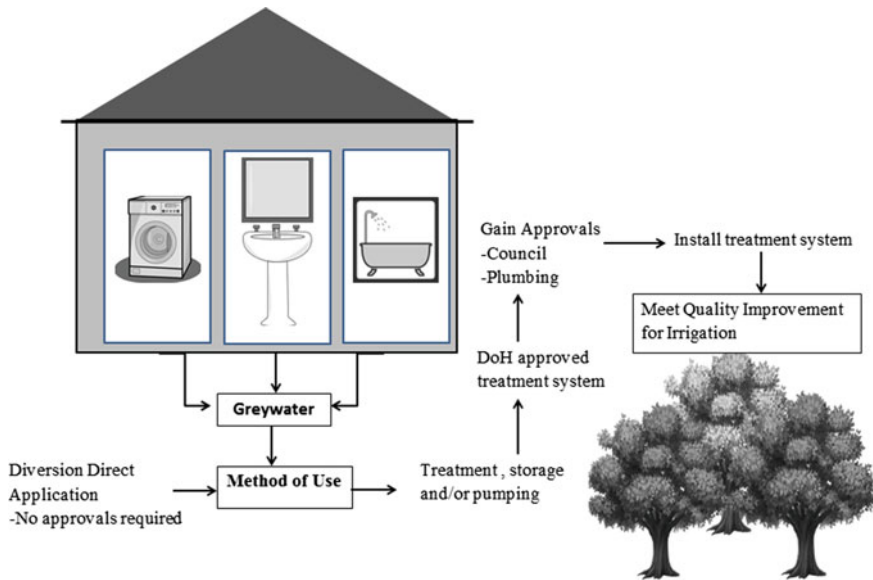 Greywater
Method of Use
Diversion Direct
Application
-No approvals required
Treatment , storage
and/or pumping
DoH approved
treatment system
Gain Approvals
-Council
-Plumbing
Install treatment system
Meet Quality Improvement
for Irrigation